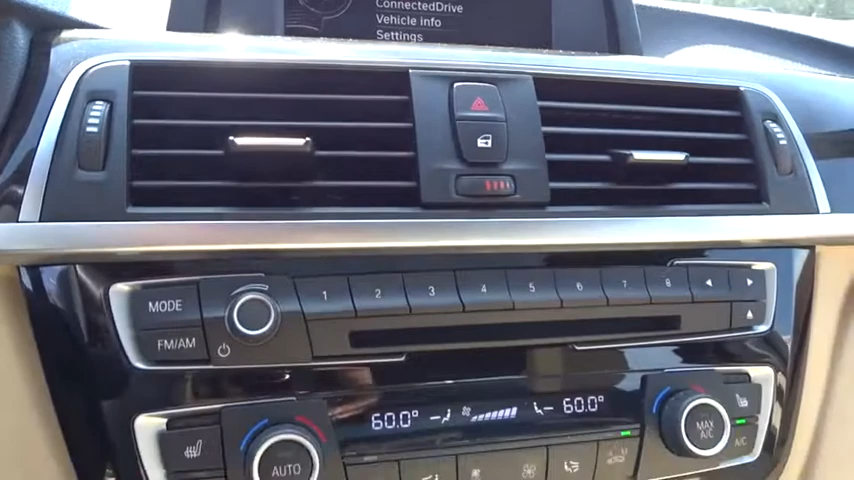 ConnectedDrive
Vehicle info
Settings
MODE
1 2 3 4 5 6 7 8
FM/AM
60.0° 60.0°
AUTO
MAX
A/C
A/C